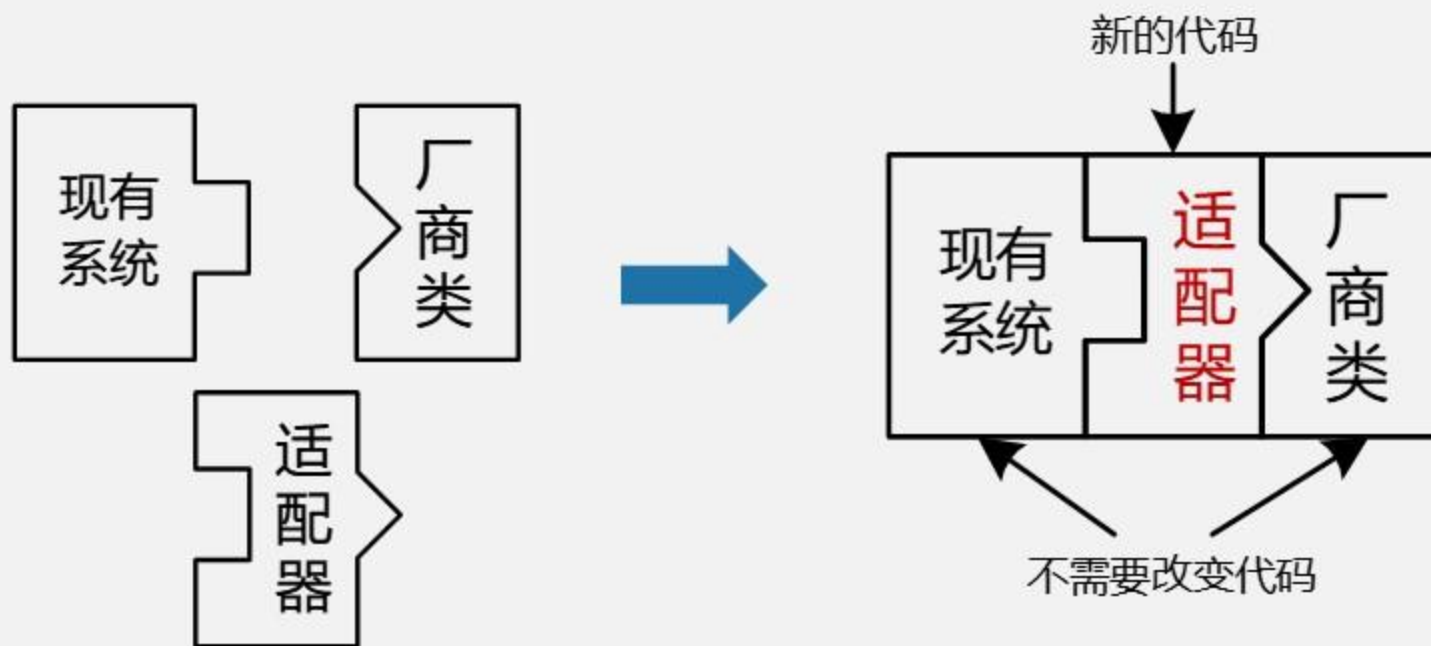 现有
系统
厂商类
适配器
新的代码
现有
系统
适配器
厂商类
不需要改变代码